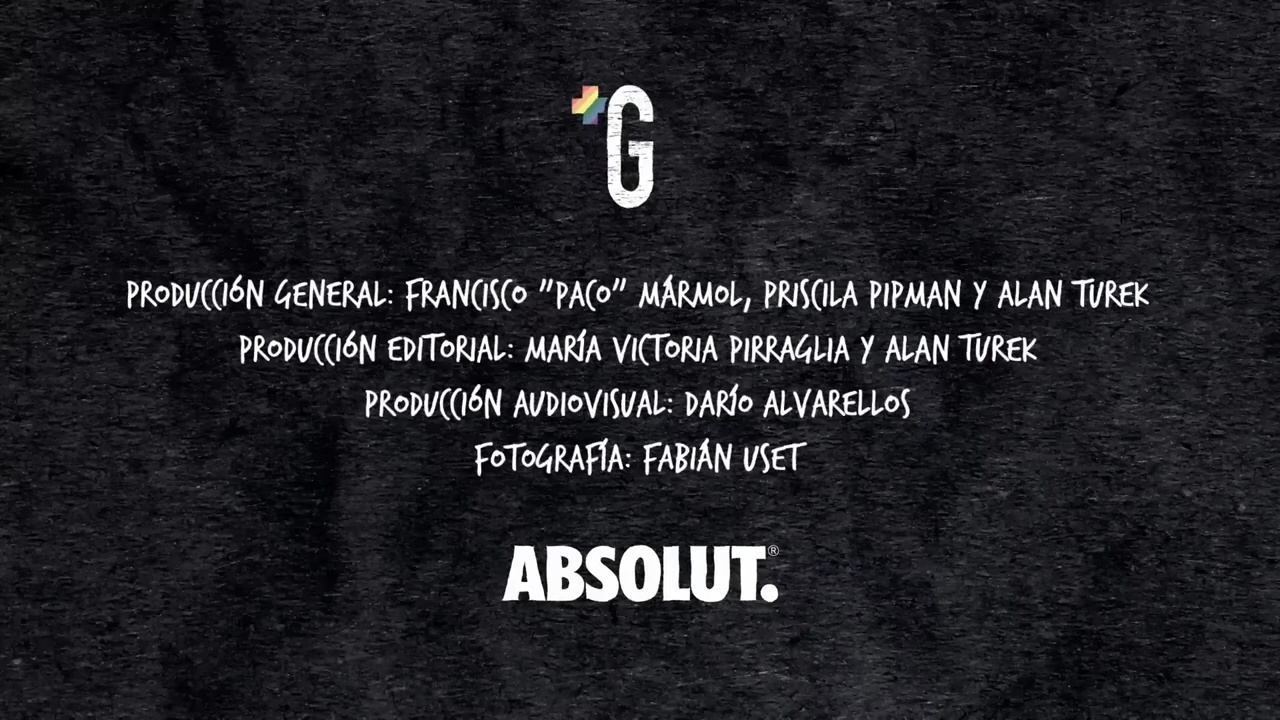 +G
PRODUCCIÓN GENERAL: FRANCISCO "PACO" MÁRMOL, PRISCILA PIPMAN Y ALAN TUREK
PRODUCCIÓN EDITORIAL: MARÍA VICTORIA PIRRAGLIA Y ALAN TUREK
PRODUCCIÓN AUDIOVISUAL: DARÍO ALVARELLOS
FOTOGRAFÍA: FABIÁN USET
ABSOLUT.®